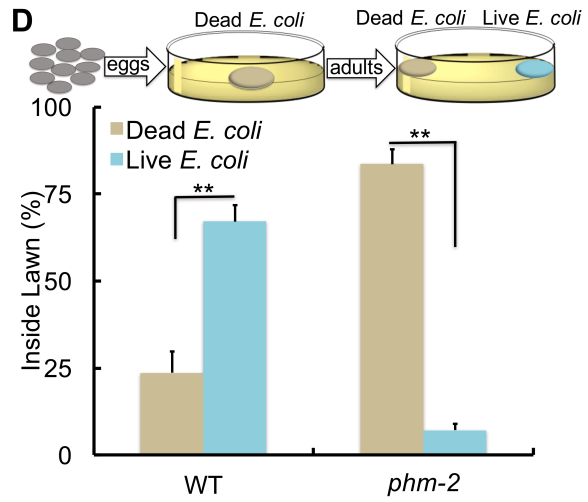 D
Dead E. coli
Dead E. coli Live E. coli
eggs
adults
100
75
50
25
0
Inside Lawn (%)
Dead E. coli
Live E. coli
**
**
WT
phm-2